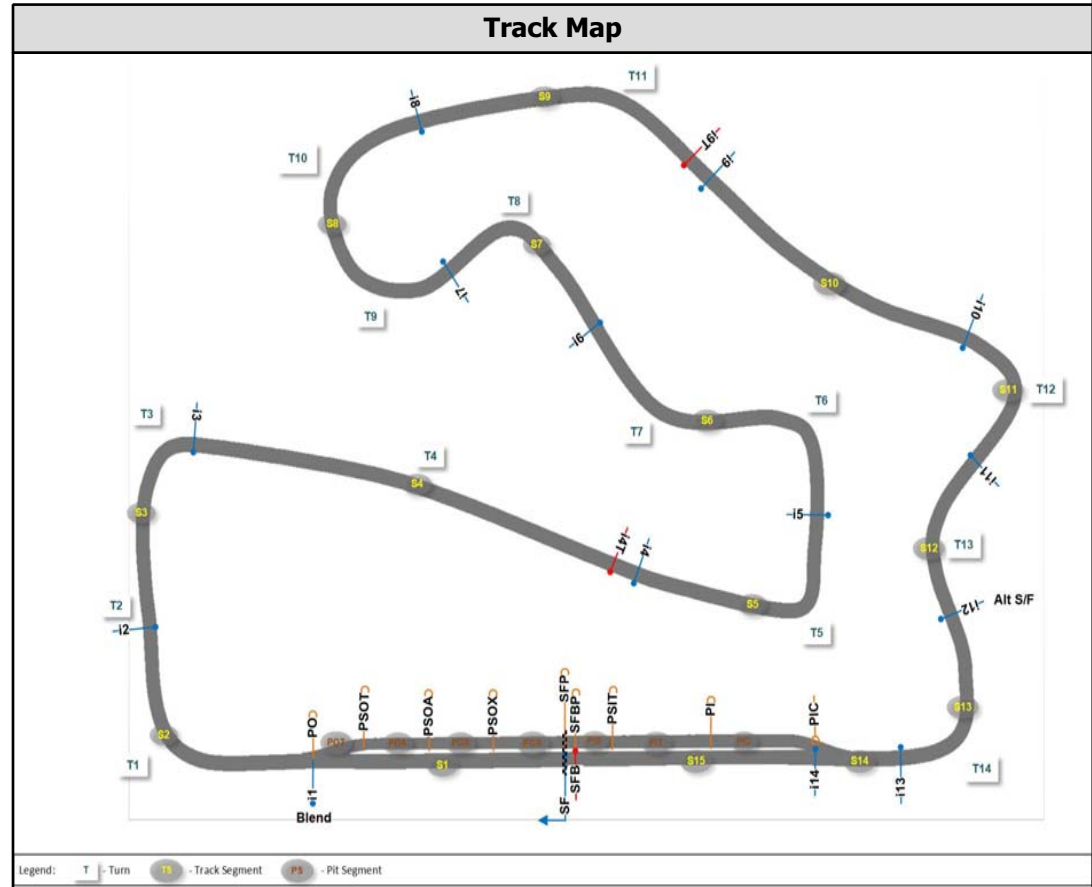 Track Map
T11
S9
-i8
-i9T
-i9
T10
T8
S8
S7
S10
-i10
-i7
T9
-i6
T12
S11
T6
-i3
T3
S6
T7
-i11
T4
S4
S3
-i5
S12
T13
-i4T
-i4
-i12
Alt S/F
T2
-i2
S5
T5
PO
PSOT
PSOA
PSOX
SFP
SFBP
PSIT
PI
PIC-
S13
S2
T1
S1
S15
S14
T14
-i1
SF-
-SFB
-i14
-i13
Blend
Legend: T - Turn TS - Track Segment PS - Pit Segment